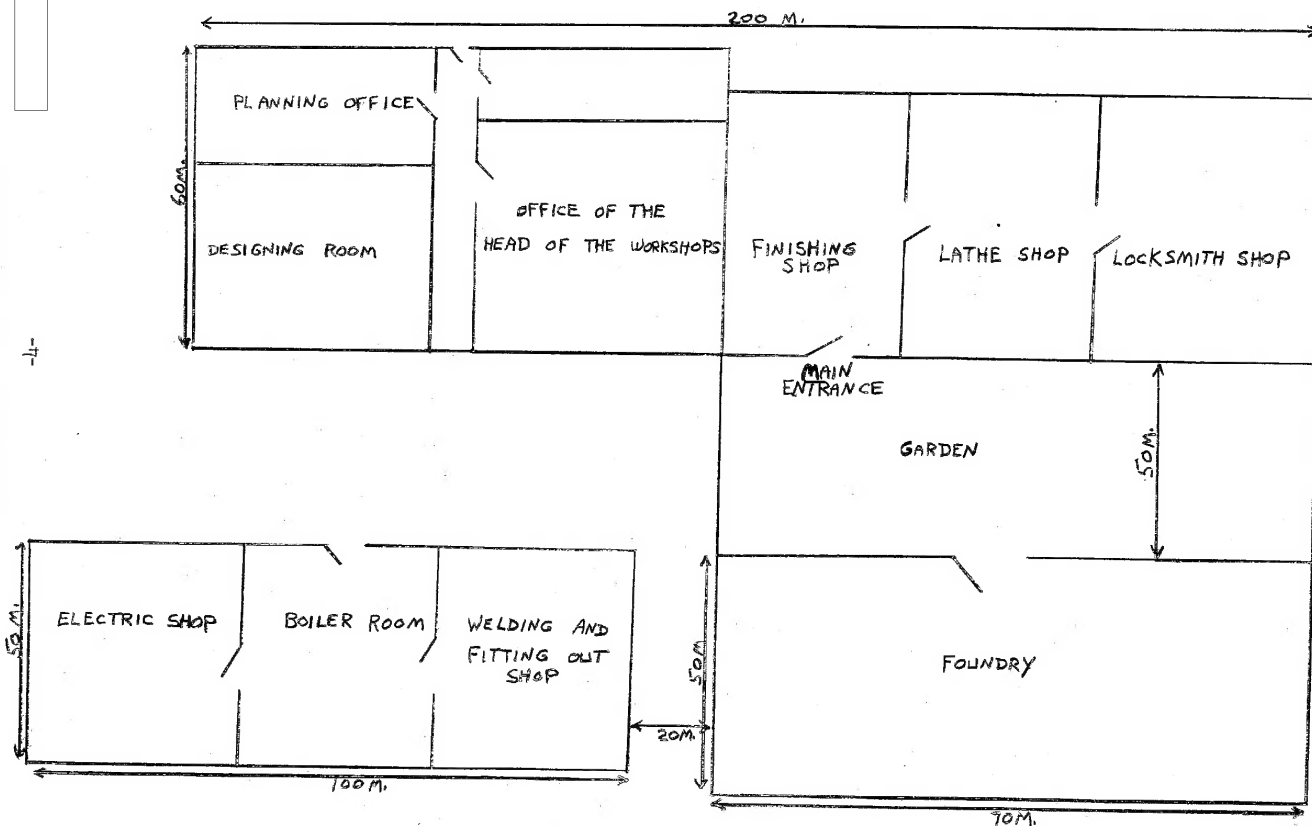 200 M.
PLANNING OFFICE
60M.
OFFICE OF THE
HEAD OF THE WORKSHOPS
DESIGNING ROOM
FINISHING
SHOP
LATHE SHOP
LOCKSMITH SHOP
-4-
MAIN
ENTRANCE
GARDEN
50M.
ELECTRIC SHOP
BOILER ROOM
WELDING AND
FITTING OUT
SHOP
50 M.
50M
FOUNDRY
20M.
100 M.
90M.